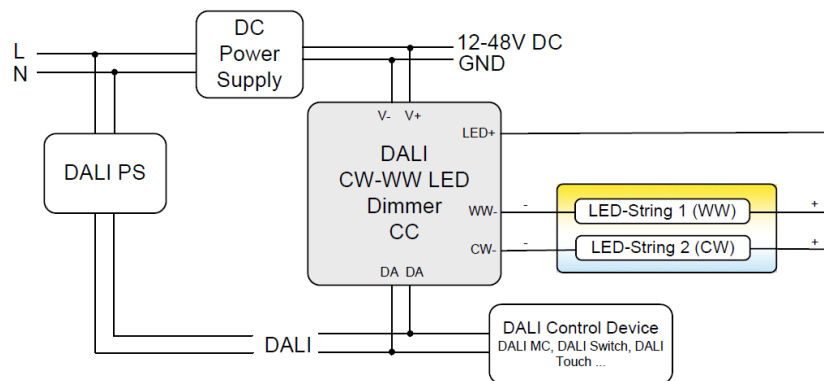 DC
Power
Supply
12-48V DC
GND
L
N
V- V+
LED+
DALI
CW-WW LED
Dimmer
CC
DALI PS
WW-
-
LED-String 1 (WW)
+
CW-
-
LED-String 2 (CW)
+
DA DA
DALI
DALI Control Device
DALI MC, DALI Switch, DALI
Touch ...